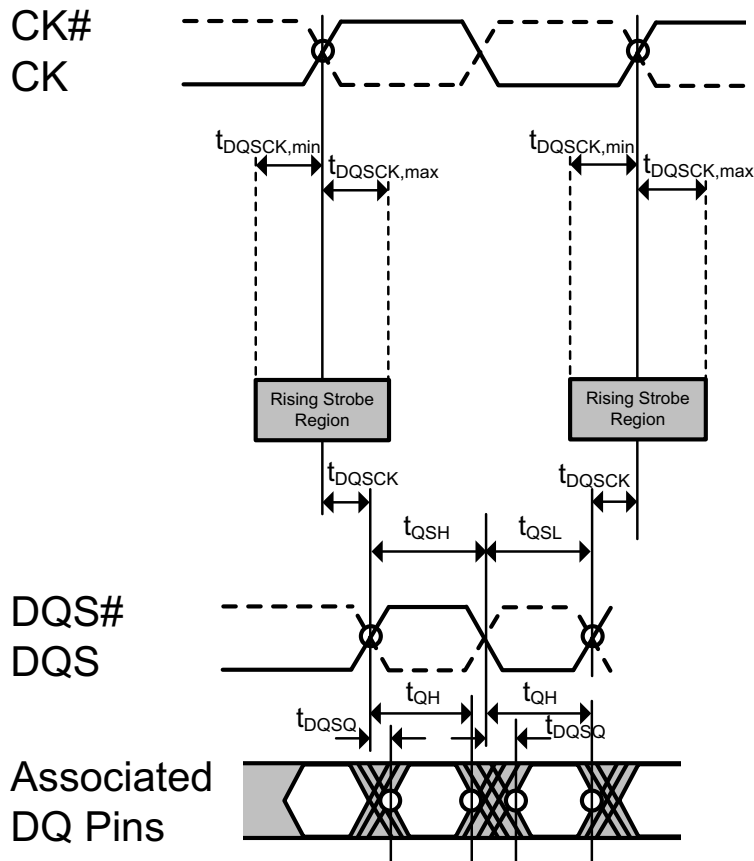 CK#
CK
tDQSCK,min
tDQSCK,max
tDQSCK,min
tDQSCK,max
Rising Strobe
Region
Rising Strobe
Region
tDQSCK
tDQSCK
tQSH
tQSL
DQS#
DQS
tQH
tQH
tDQSQ
tDQSQ
Associated
DQ Pins